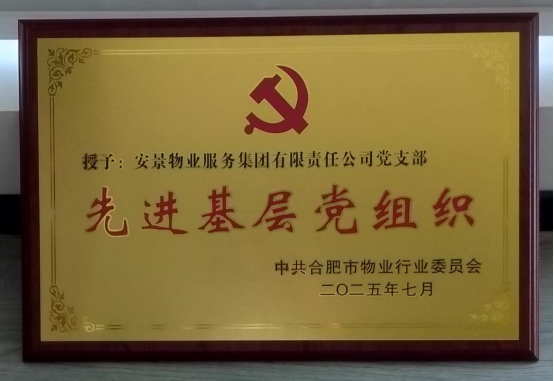 授予：安景物业服务集团有限责任公司党支部
先进基层党组织
中共合肥市物业行业委员会
二〇二五年七月